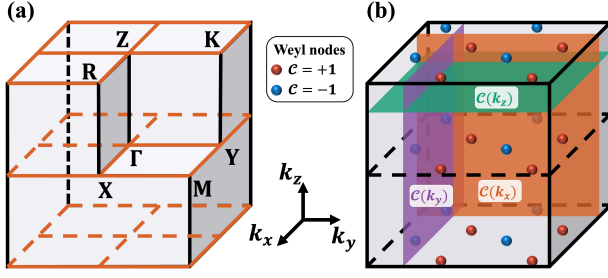 (a)
Z
K
R
Γ
Y
X
M
Weyl nodes
𝒞 = +1
𝒞 = −1
k_z
k_x
k_y
(b)
𝒞(k_z)
𝒞(k_y)
𝒞(k_x)